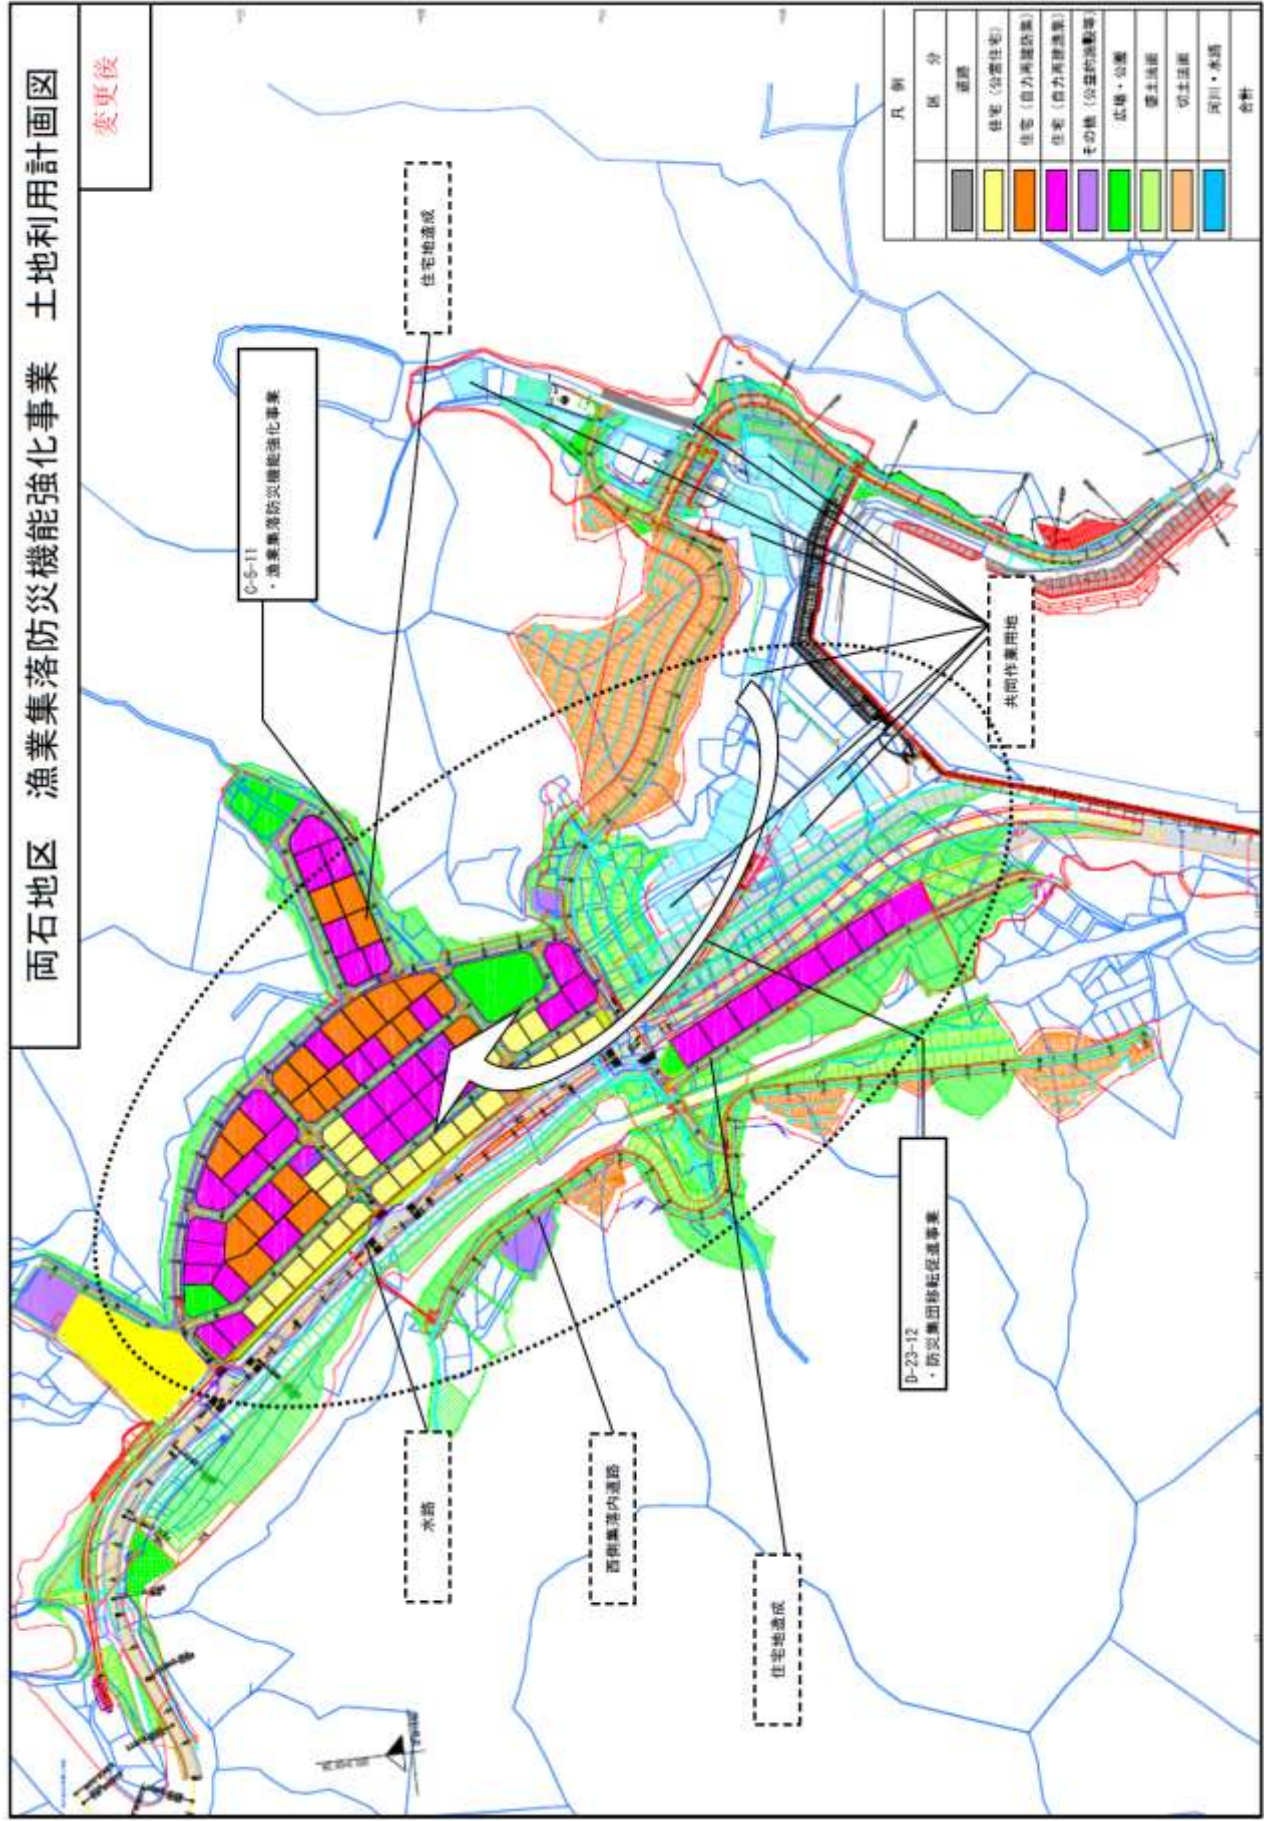 両石地区　漁業集落防災機能強化事業　土地利用計画図
変更後
C-5-11
・漁業集落防災機能強化事業
住宅地造成
共同作業用地
D-23-12
・防災集団移転促進事業
水路
西側集落内道路
住宅地造成
凡　例
区　分
道路
住宅（公営住宅）
住宅（自力再建防集）
住宅（自力再建漁集）
その他（公益的施設等）
広場・公園
盛土法面
切土法面
河川・水路
合計